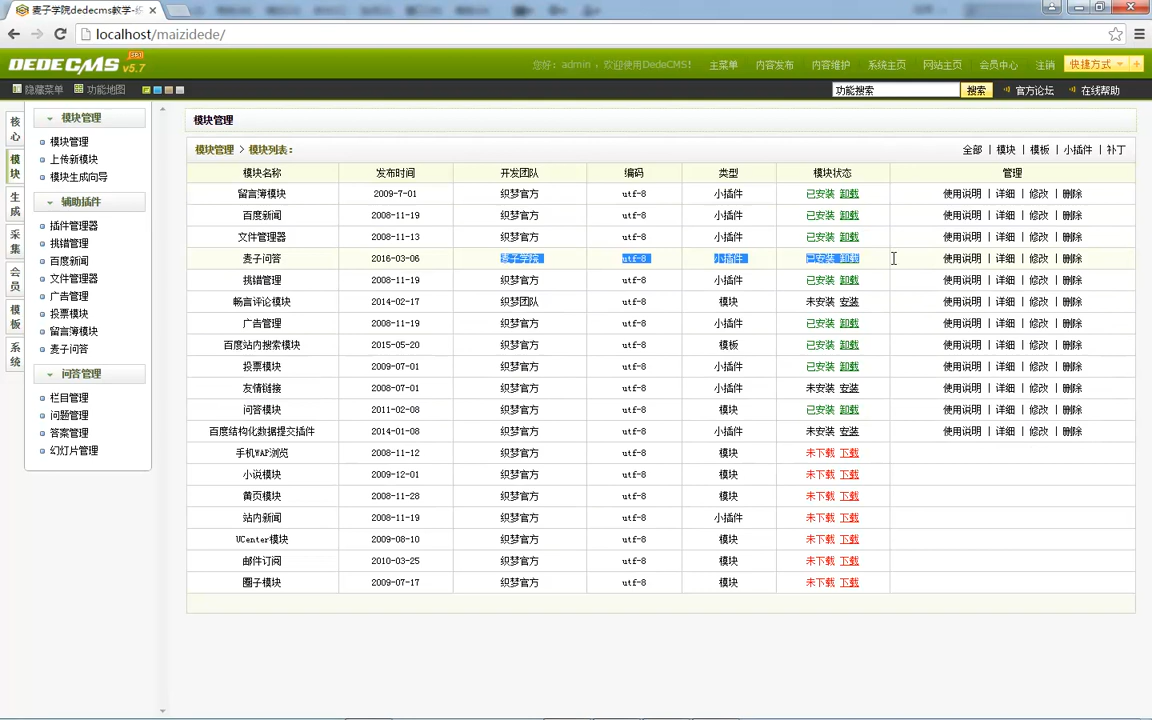 麦子学院dedecms教学-织
localhost/maizidede/
DEDECMS v5.7 SP1
您好：admin ，欢迎使用DedeCMS！ 主菜单 内容发布 内容维护 系统主页 网站主页 会员中心 注销 快捷方式
隐藏菜单 功能地图 功能搜索 搜索 官方论坛 在线帮助
核心
模块
生成
采集
会员
模板
系统
模块管理
模块管理
上传新模块
模块生成向导
辅助插件
插件管理器
挑错管理
百度新闻
文件管理器
广告管理
投票模块
留言簿模块
麦子问答
问答管理
栏目管理
问题管理
答案管理
幻灯片管理
模块管理
模块管理 > 模块列表： 全部 | 模块 | 模板 | 小插件 | 补丁
模块名称 发布时间 开发团队 编码 类型 模块状态 管理
留言簿模块 2009-7-01 织梦官方 utf-8 小插件 已安装 卸载 使用说明 | 详细 | 修改 | 删除
百度新闻 2008-11-19 织梦官方 utf-8 小插件 已安装 卸载 使用说明 | 详细 | 修改 | 删除
文件管理器 2008-11-13 织梦官方 utf-8 小插件 已安装 卸载 使用说明 | 详细 | 修改 | 删除
麦子问答 2016-03-06 麦子学院 utf-8 小插件 已安装 卸载 使用说明 | 详细 | 修改 | 删除
挑错管理 2008-11-19 织梦官方 utf-8 小插件 已安装 卸载 使用说明 | 详细 | 修改 | 删除
畅言评论模块 2014-02-17 织梦团队 utf-8 模块 未安装 安装 使用说明 | 详细 | 修改 | 删除
广告管理 2008-11-19 织梦官方 utf-8 小插件 已安装 卸载 使用说明 | 详细 | 修改 | 删除
百度站内搜索模块 2015-05-20 织梦官方 utf-8 模板 已安装 卸载 使用说明 | 详细 | 修改 | 删除
投票模块 2009-07-01 织梦官方 utf-8 小插件 已安装 卸载 使用说明 | 详细 | 修改 | 删除
友情链接 2008-07-01 织梦官方 utf-8 小插件 未安装 安装 使用说明 | 详细 | 修改 | 删除
问答模块 2011-02-08 织梦官方 utf-8 模块 已安装 卸载 使用说明 | 详细 | 修改 | 删除
百度结构化数据提交插件 2014-01-08 织梦官方 utf-8 小插件 未安装 安装 使用说明 | 详细 | 修改 | 删除
手机WAP浏览 2008-11-12 织梦官方 utf-8 模块 未下载 下载
小说模块 2009-12-01 织梦官方 utf-8 模块 未下载 下载
黄页模块 2008-11-28 织梦官方 utf-8 模块 未下载 下载
站内新闻 2008-11-19 织梦官方 utf-8 小插件 未下载 下载
UCenter模块 2009-08-10 织梦官方 utf-8 模块 未下载 下载
邮件订阅 2010-03-25 织梦官方 utf-8 模块 未下载 下载
圈子模块 2009-07-17 织梦官方 utf-8 模块 未下载 下载